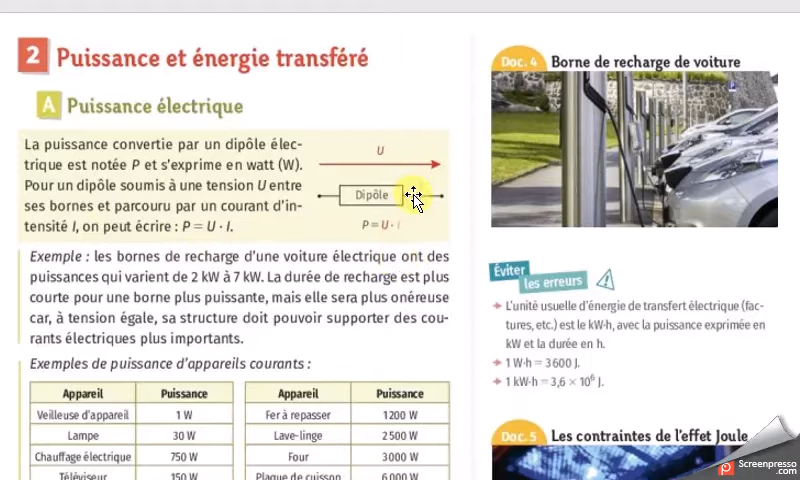 2 Puissance et énergie transféré
A Puissance électrique
La puissance convertie par un dipôle élec-
trique est notée P et s'exprime en watt (W).
Pour un dipôle soumis à une tension U entre
ses bornes et parcouru par un courant d'in-
tensité I, on peut écrire : P = U · I.
U
Dipôle
P = U · I
Exemple : les bornes de recharge d'une voiture électrique ont des
puissances qui varient de 2 kW à 7 kW. La durée de recharge est plus
courte pour une borne plus puissante, mais elle sera plus onéreuse
car, à tension égale, sa structure doit pouvoir supporter des cou-
rants électriques plus importants.
Exemples de puissance d'appareils courants :
Appareil Puissance
Veilleuse d'appareil 1 W
Lampe 30 W
Chauffage électrique 750 W
Téléviseur 150 W
Appareil Puissance
Fer à repasser 1200 W
Lave-linge 2500 W
Four 3000 W
Plaque de cuisson 6000 W
Doc. 4 Borne de recharge de voiture
Éviter
les erreurs
L'unité usuelle d'énergie de transfert électrique (fac-
tures, etc.) est le kW·h, avec la puissance exprimée en
kW et la durée en h.
1 W·h = 3600 J.
1 kW·h = 3,6 × 10⁶ J.
Doc. 5 Les contraintes de l'effet Joule
Screenpresso
.com